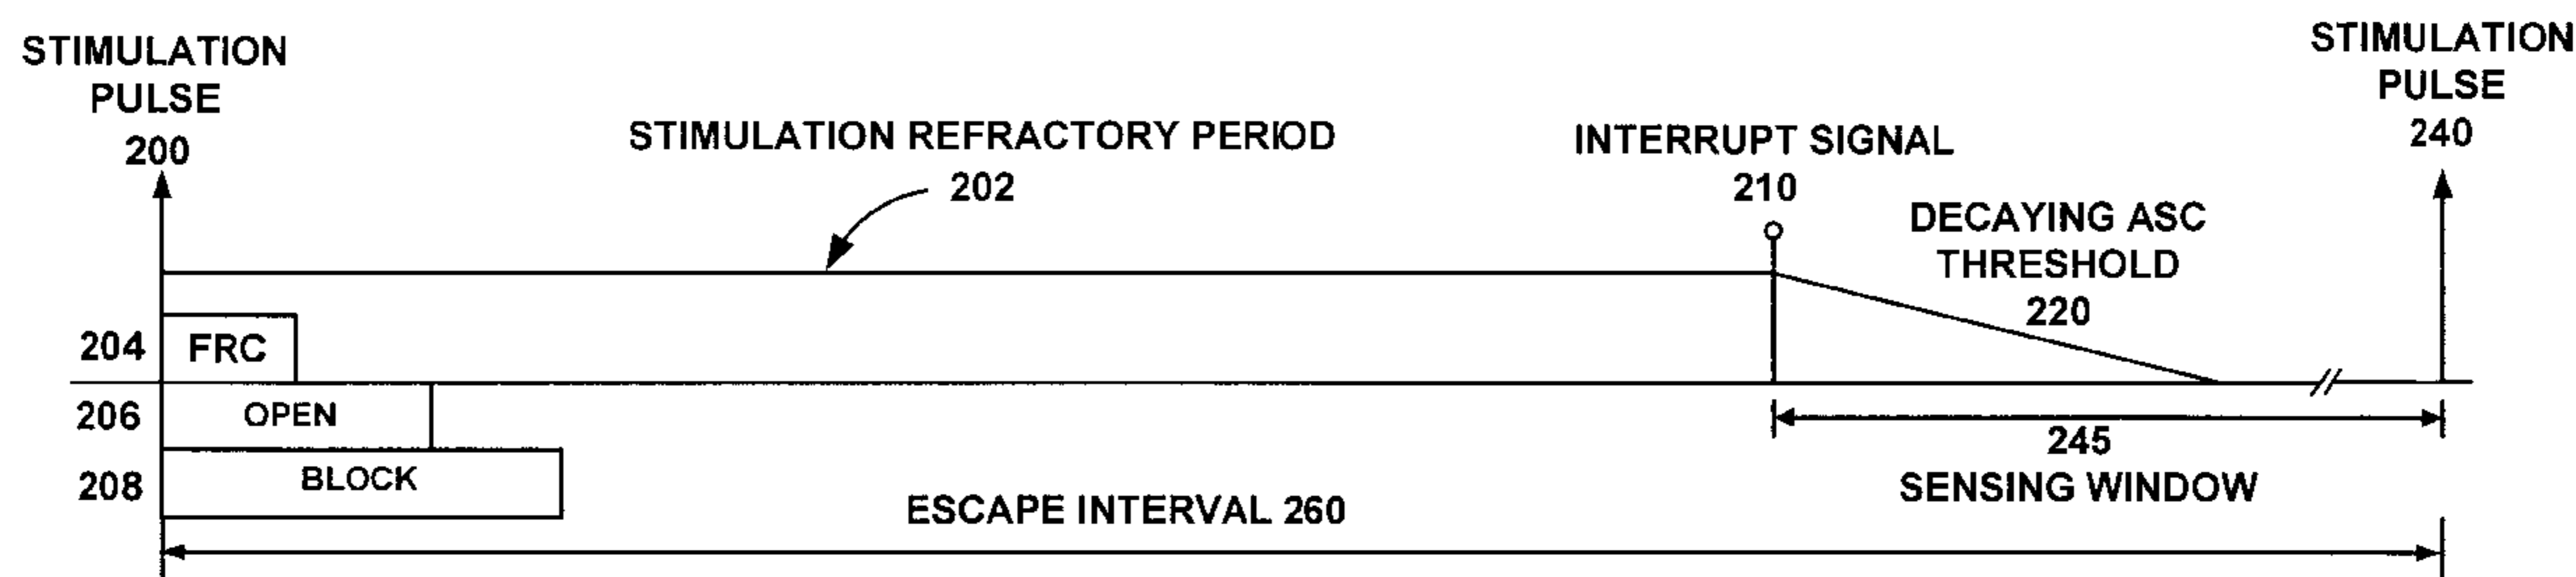 STIMULATION
PULSE
200
STIMULATION REFRACTORY PERIOD
202
INTERRUPT SIGNAL
210
DECAYING ASC
THRESHOLD
220
STIMULATION
PULSE
240
204 FRC
206 OPEN
208 BLOCK
245
SENSING WINDOW
ESCAPE INTERVAL 260